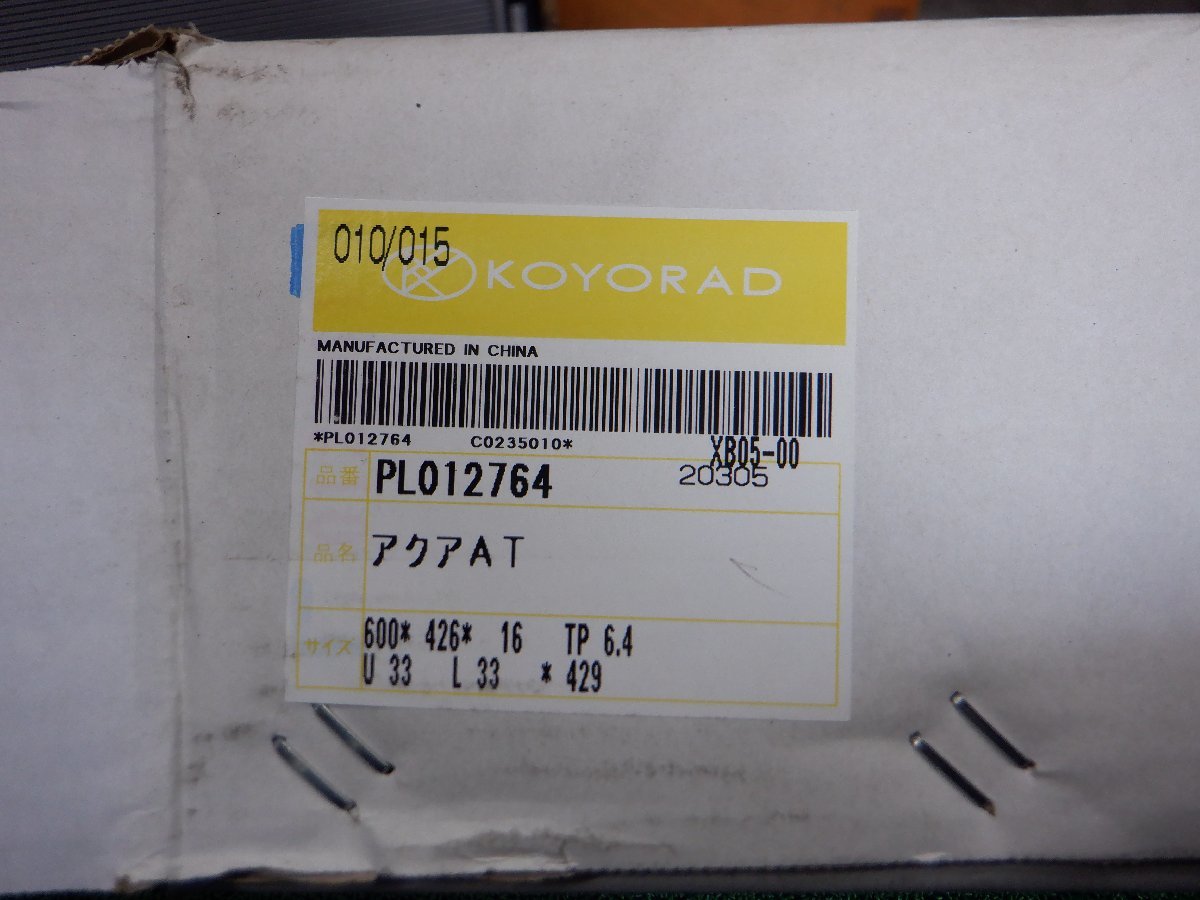 010/015
KOYORAD
MANUFACTURED IN CHINA
*PL012764 C0235010*
XB05-00
品番 PL012764 20305
品名 アクアAT
サイズ 600* 426* 16 TP 6.4
U 33 L 33 * 429